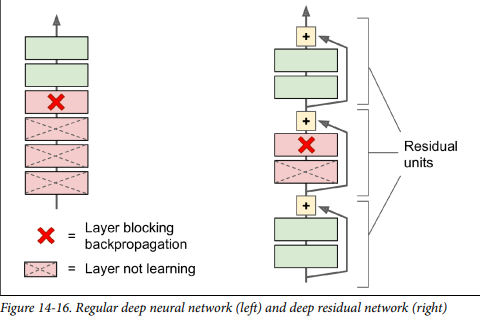 +
+
+
Residual
units
= Layer blocking
backpropagation
= Layer not learning
Figure 14-16. Regular deep neural network (left) and deep residual network (right)